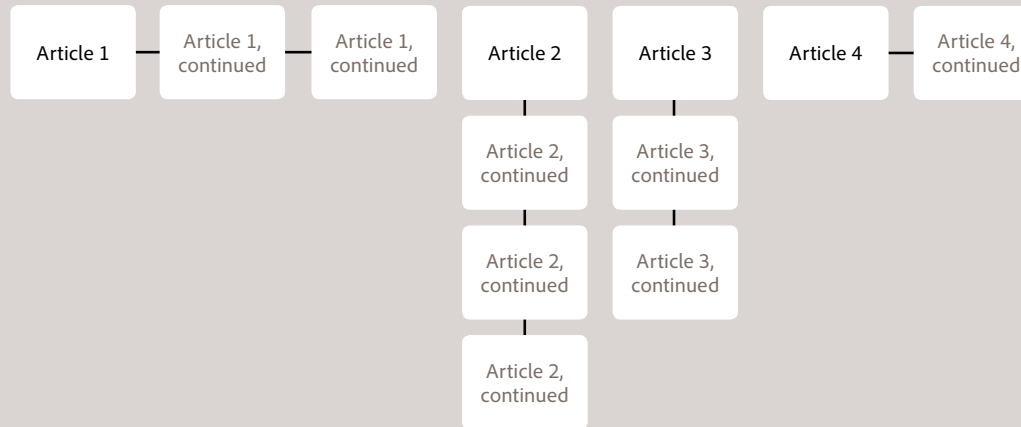 Article 1
Article 1,
continued
Article 1,
continued
Article 2
Article 3
Article 4
Article 4,
continued
Article 2,
continued
Article 3,
continued
Article 2,
continued
Article 3,
continued
Article 2,
continued